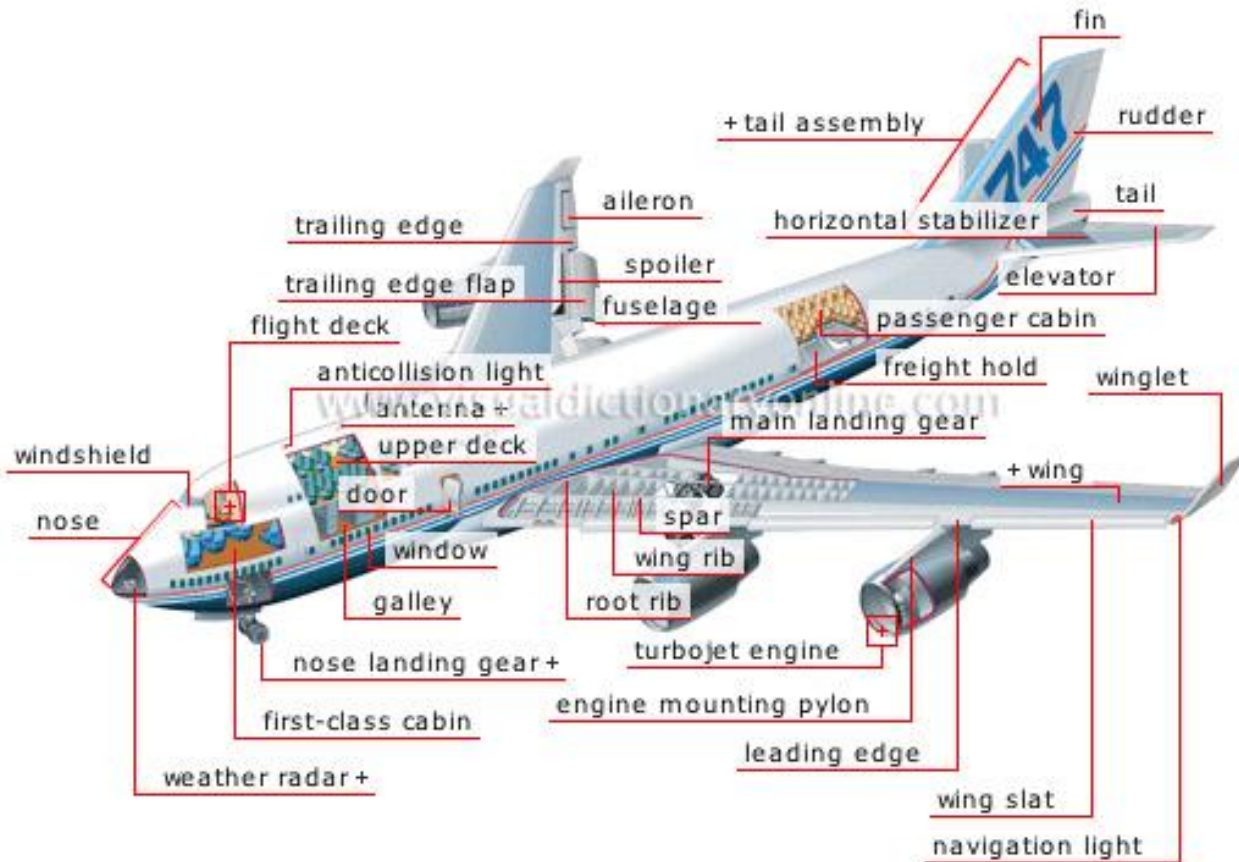 fin
+ tail assembly
rudder
aileron
tail
trailing edge
horizontal stabilizer
spoiler
elevator
trailing edge flap
fuselage
flight deck
passenger cabin
anticollision light
freight hold
winglet
www.visualdictionaryonline.com
antenna +
main landing gear
upper deck
windshield
+ wing
door
nose
spar
window
wing rib
galley
root rib
turbojet engine
nose landing gear +
engine mounting pylon
first-class cabin
leading edge
weather radar +
wing slat
navigation light
747